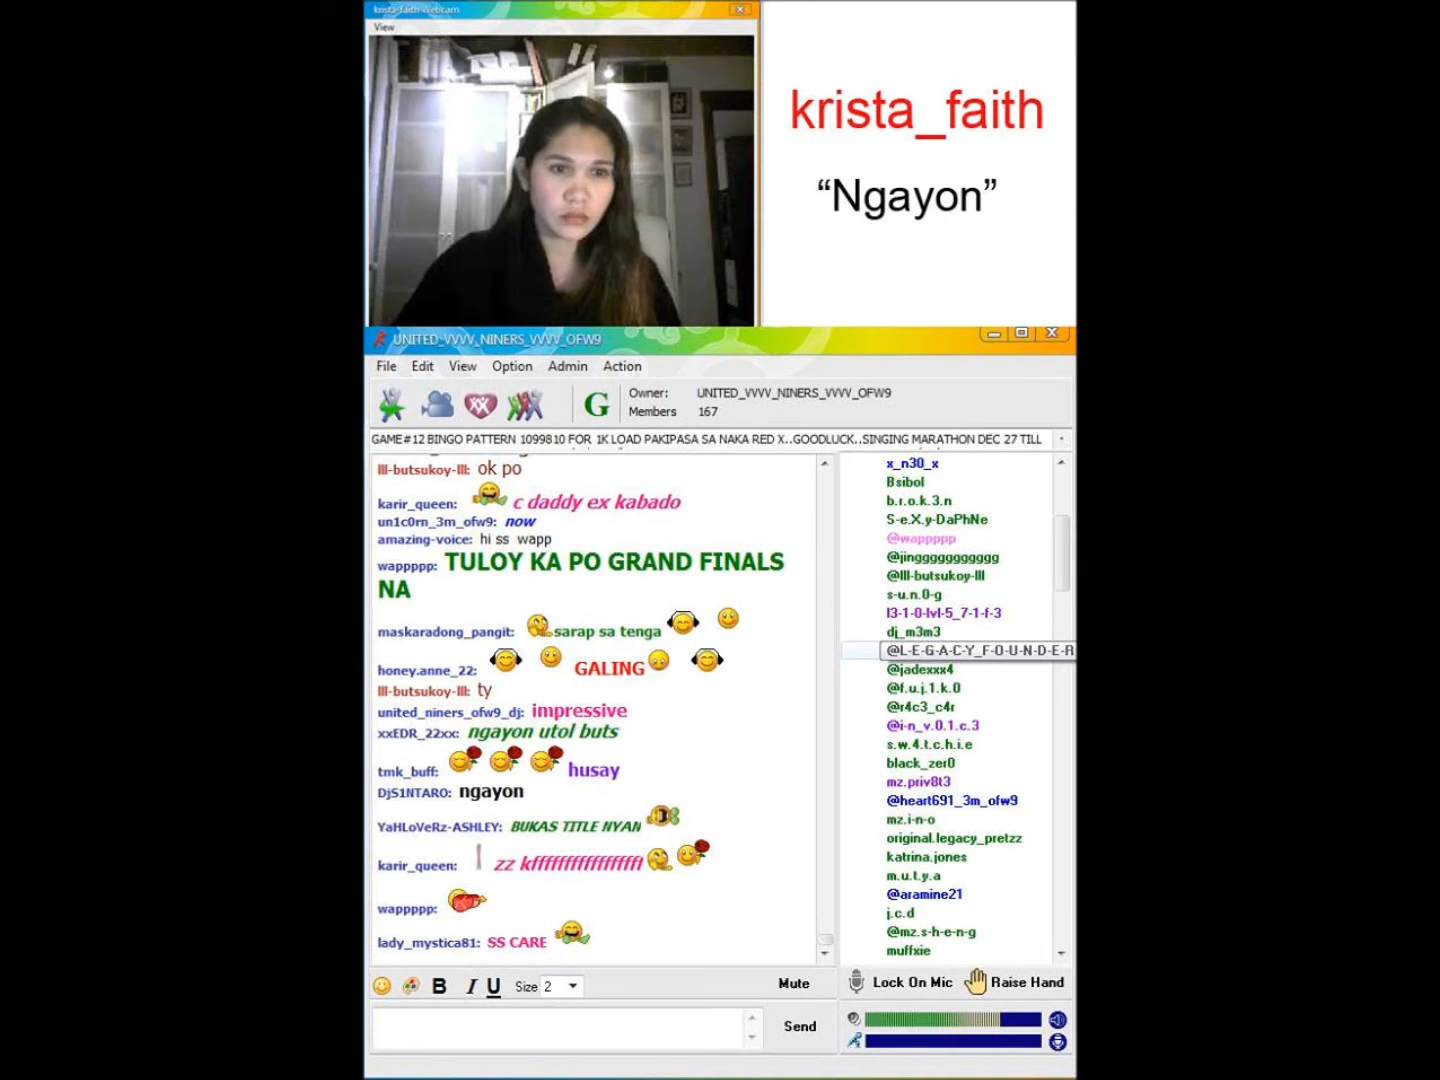 krista-faith Webcam
View
krista_faith
“Ngayon”
UNITED_VVVV_NINERS_VVVV_OFW9
File Edit View Option Admin Action
G
Owner: UNITED_VVVV_NINERS_VVVV_OFW9
Members 167
GAME#12 BINGO PATTERN 1099810 FOR 1K LOAD PAKIPASA SA NAKA RED X..GOODLUCK..SINGING MARATHON DEC 27 TILL
lll-butsukoy-lll: ok po
karir_queen: c daddy ex kabado
un1c0rn_3m_ofw9: now
amazing-voice: hi ss wapp
wappppp: TULOY KA PO GRAND FINALS
NA
maskaradong_pangit: sarap sa tenga
honey.anne_22: GALING
lll-butsukoy-lll: ty
united_niners_ofw9_dj: impressive
xxEDR_22xx: ngayon utol buts
tmk_buff: husay
DjS1NTARO: ngayon
YaHLoVeRz-ASHLEY: BUKAS TITLE NYAN
karir_queen: zz kffffffffffffffffff
wappppp:
lady_mystica81: SS CARE
x_n30_x
Bsibol
b.r.o.k.3.n
S-e.X.y-DaPhNe
@wappppp
@jinggggggggggg
@lll-butsukoy-lll
s-u.n.0-g
l3-1-0-lvl-5_7-1-f-3
dj_m3m3
@L-E-G-A-C-Y_F-O-U-N-D-E-R
@jadexxx4
@f.u.j.1.k.0
@r4c3_c4r
@i-n_v.0.1.c.3
s.w.4.t.c.h.i.e
black_zer0
mz.priv8t3
@heart691_3m_ofw9
mz.i-n-o
original.legacy_pretzz
katrina.jones
m.u.t.y.a
@aramine21
j.c.d
@mz.s-h-e-n-g
muffxie
B I U Size 2 Mute
Lock On Mic Raise Hand
Send